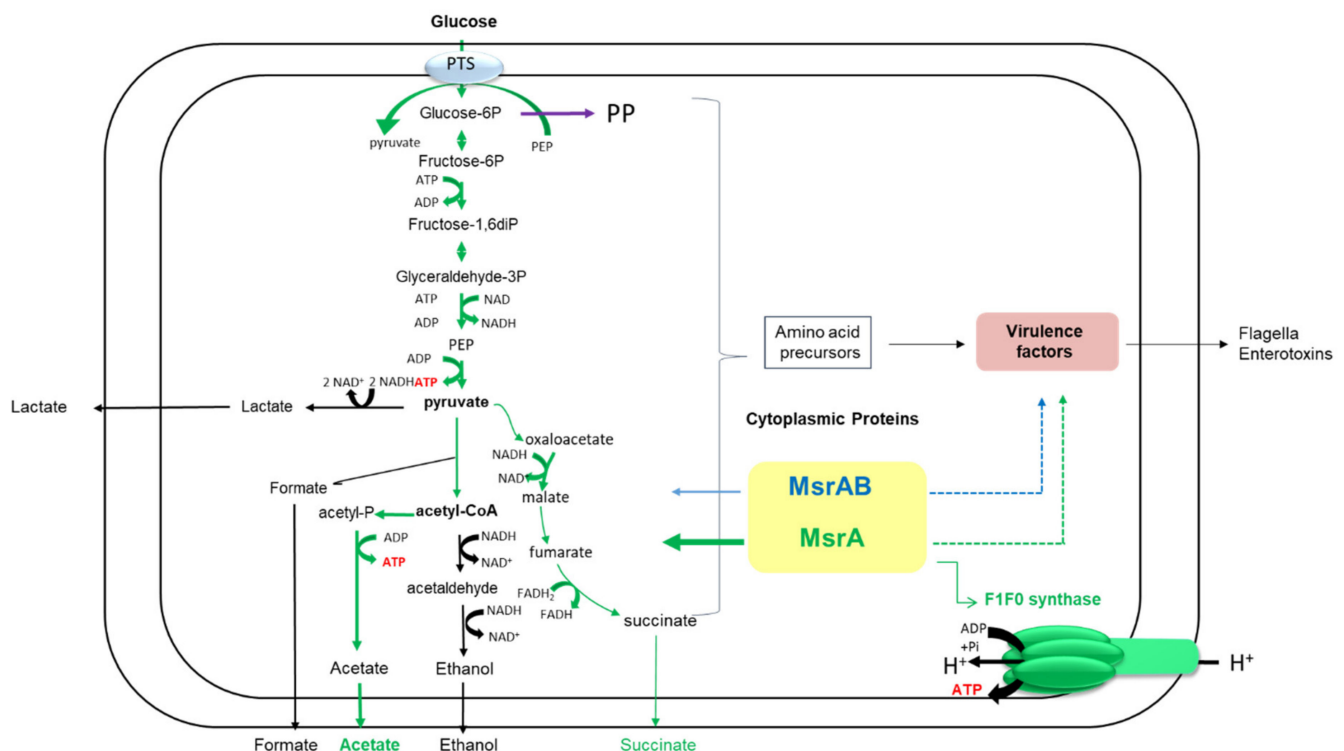 Glucose
PTS
Glucose-6P
PP
pyruvate
PEP
Fructose-6P
ATP
ADP
Fructose-1,6diP
Glyceraldehyde-3P
ATP
NAD
ADP
NADH
PEP
ADP
2 NAD⁺ 2 NADH
ATP
Lactate
Lactate
pyruvate
Amino acid
precursors
Virulence
factors
Flagella
Enterotoxins
Cytoplasmic Proteins
oxaloacetate
NADH
NAD⁺
malate
MsrAB
MsrA
Formate
acetyl-P
acetyl-CoA
ADP
ATP
NADH
NAD⁺
fumarate
acetaldehyde
FADH₂
FADH
succinate
NADH
NAD⁺
F1F0 synthase
ADP
+Pi
H⁺
H⁺
ATP
Acetate
Ethanol
Formate
Acetate
Ethanol
Succinate